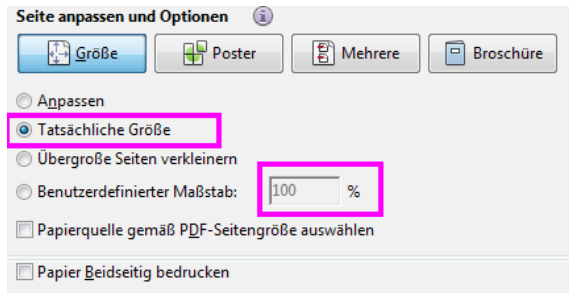 Seite anpassen und Optionen i
Größe Poster Mehrere Broschüre
Anpassen
Tatsächliche Größe
Übergroße Seiten verkleinern
Benutzerdefinierter Maßstab: 100 %
Papierquelle gemäß PDF-Seitengröße auswählen
Papier Beidseitig bedrucken